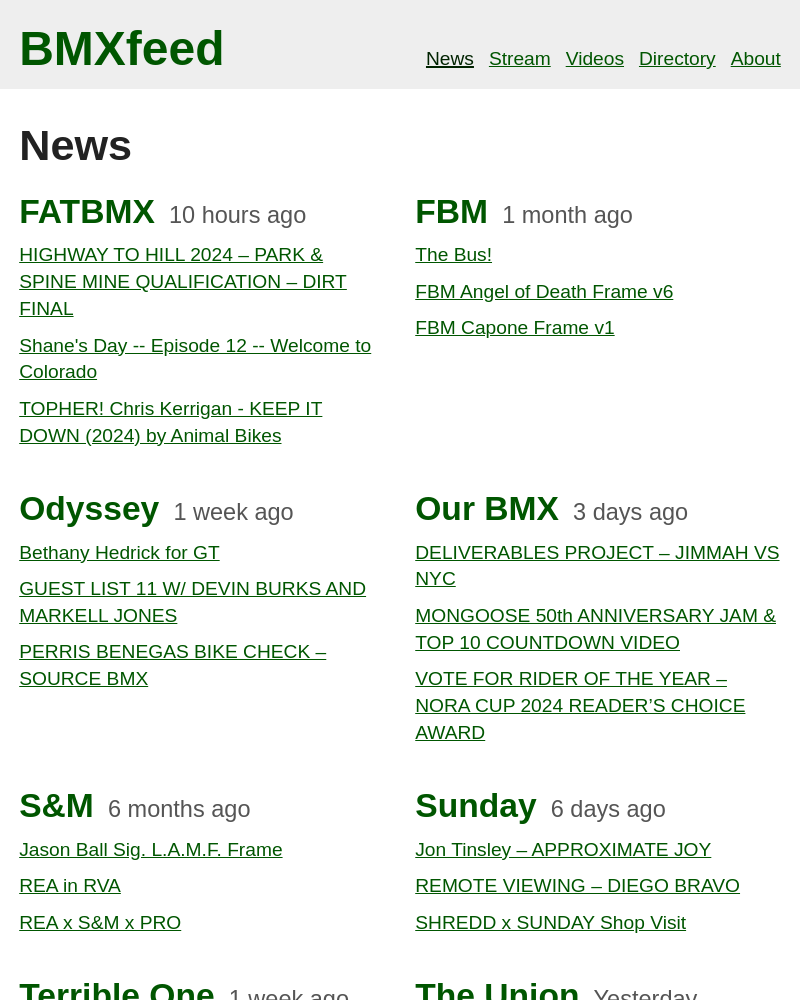 BMXfeed
News Stream Videos Directory About
News
FATBMX 10 hours ago
HIGHWAY TO HILL 2024 – PARK &
SPINE MINE QUALIFICATION – DIRT
FINAL
Shane's Day -- Episode 12 -- Welcome to
Colorado
TOPHER! Chris Kerrigan - KEEP IT
DOWN (2024) by Animal Bikes
FBM 1 month ago
The Bus!
FBM Angel of Death Frame v6
FBM Capone Frame v1
Odyssey 1 week ago
Bethany Hedrick for GT
GUEST LIST 11 W/ DEVIN BURKS AND
MARKELL JONES
PERRIS BENEGAS BIKE CHECK –
SOURCE BMX
Our BMX 3 days ago
DELIVERABLES PROJECT – JIMMAH VS
NYC
MONGOOSE 50th ANNIVERSARY JAM &
TOP 10 COUNTDOWN VIDEO
VOTE FOR RIDER OF THE YEAR –
NORA CUP 2024 READER’S CHOICE
AWARD
S&M 6 months ago
Jason Ball Sig. L.A.M.F. Frame
REA in RVA
REA x S&M x PRO
Sunday 6 days ago
Jon Tinsley – APPROXIMATE JOY
REMOTE VIEWING – DIEGO BRAVO
SHREDD x SUNDAY Shop Visit
Terrible One 1 week ago
The Union Yesterday